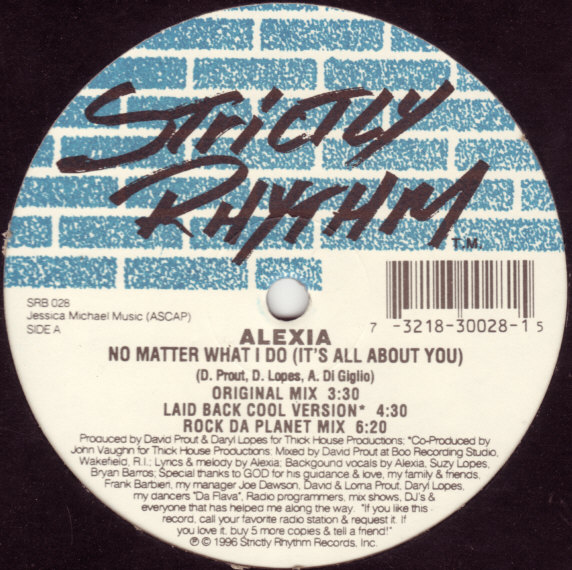 STRICTLY
RHYTHM
T.M.
SRB 028
Jessica Michael Music (ASCAP)
SIDE A
7 -3218-30028-1 5
ALEXIA
NO MATTER WHAT I DO (IT'S ALL ABOUT YOU)
(D. Prout, D. Lopes, A. Di Giglio)
ORIGINAL MIX 3:30
LAID BACK COOL VERSION* 4:30
ROCK DA PLANET MIX 6:20
Produced by David Prout & Daryl Lopes for Thick House Productions; *Co-Produced by
John Vaughn for Thick House Productions: Mixed by David Prout at Boo Recording Studio,
Wakefield, R.I.; Lyrics & melody by Alexia; Backgound vocals by Alexia, Suzy Lopes,
Bryan Barros; Special thanks to GOD for his guidance & love, my family & friends,
Frank Barbieri, my manager Joe Dawson, David & Lorna Prout, Daryl Lopes,
my dancers "Da Flava", Radio programmers, mix shows, DJ's &
everyone that has helped me along the way. "If you like this
record, call your favorite radio station & request it. If
you love it, buy 5 more copies & tell a friend!"
℗ © 1996 Strictly Rhythm Records, Inc.